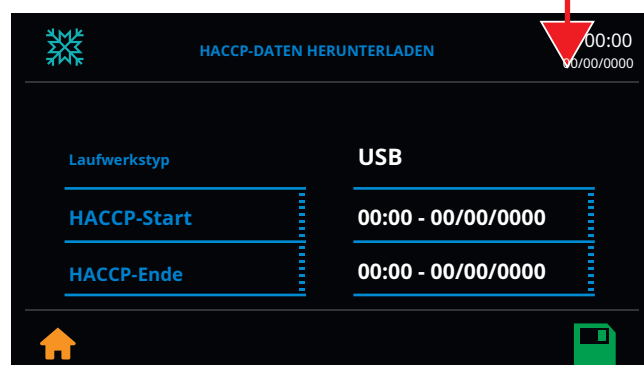 HACCP-DATEN HERUNTERLADEN
00:00
00/00/0000
Laufwerkstyp
USB
HACCP-Start
00:00 - 00/00/0000
HACCP-Ende
00:00 - 00/00/0000